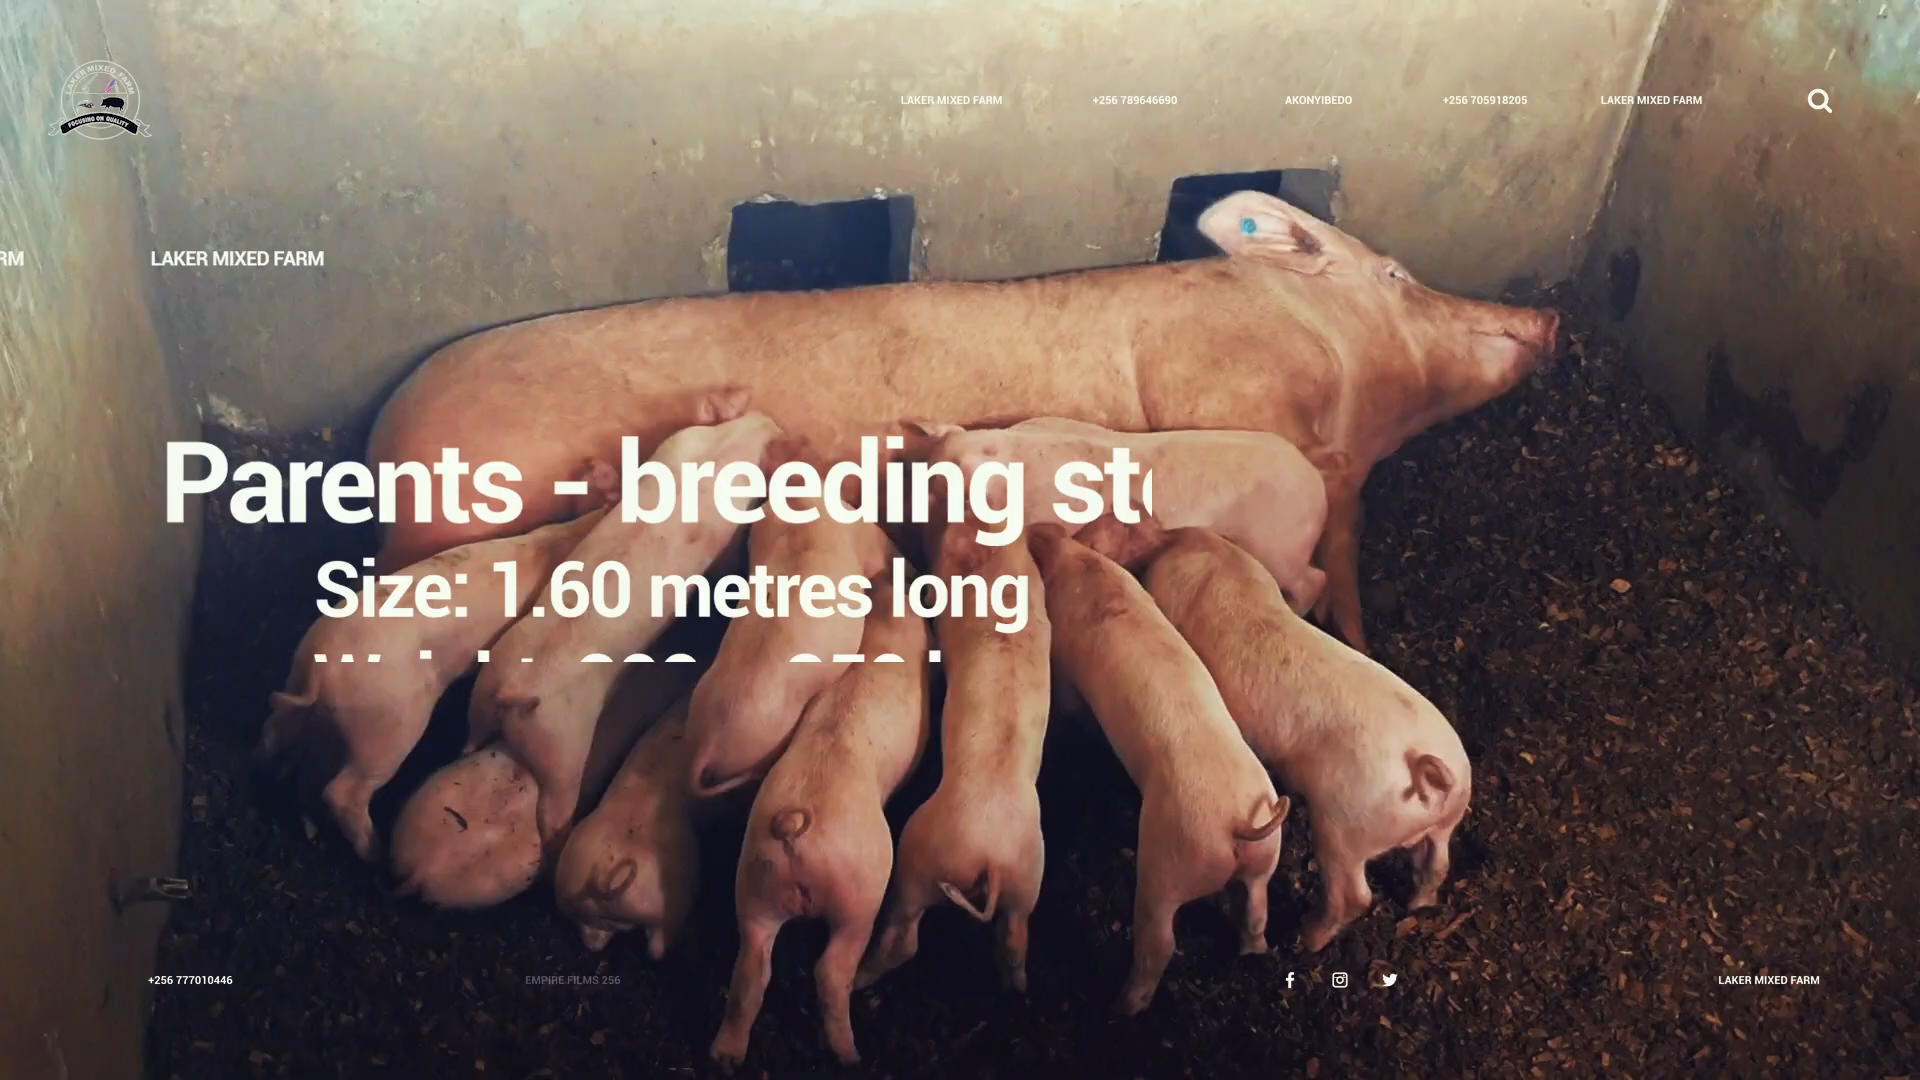 LAKER MIXED FARM
FOCUSING ON QUALITY
LAKER MIXED FARM
+256 789646690
AKONYIBEDO
+256 705918205
LAKER MIXED FARM
RM
LAKER MIXED FARM
Parents - breeding st
Size: 1.60 metres long
+256 777010446
EMPIRE FILMS 256
LAKER MIXED FARM